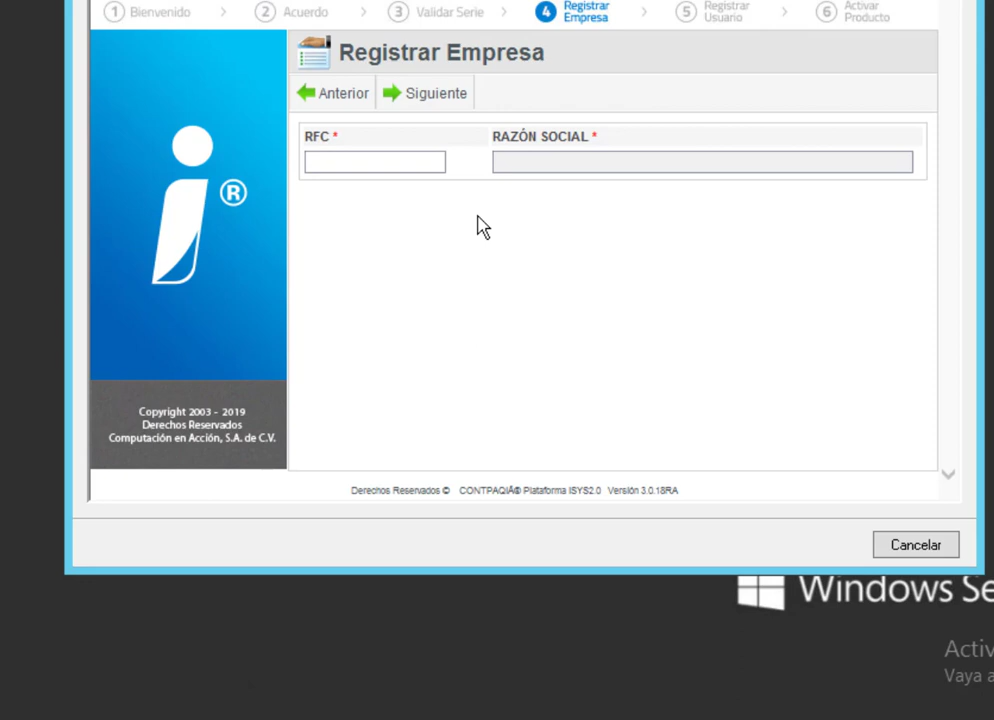 1 Bienvenido > 2 Acuerdo > 3 Validar Serie > 4 Registrar Empresa > 5 Registrar Usuario > 6 Activar Producto
Registrar Empresa
Anterior Siguiente
RFC * RAZÓN SOCIAL *
i®
Copyright 2003 - 2019
Derechos Reservados
Computación en Acción, S.A. de C.V.
Derechos Reservados © CONTPAQIÂ® Plataforma ISYS2.0 Versión 3.0.18RA
Cancelar
Windows Se
Activ
Vaya a